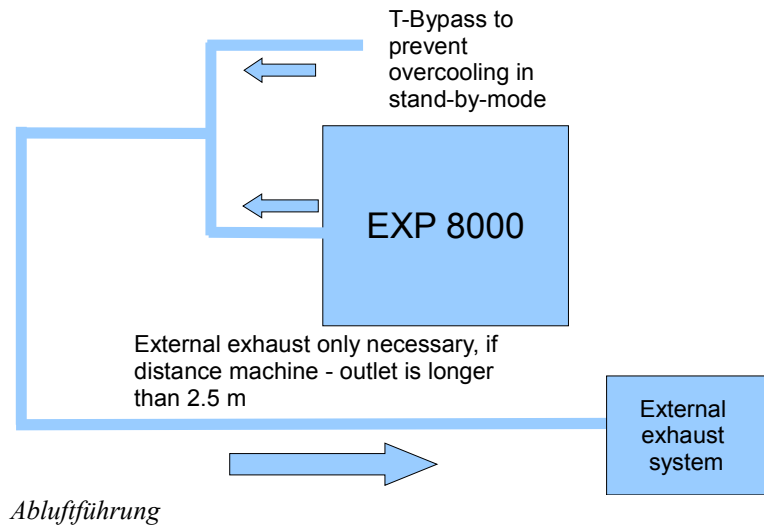 T-Bypass to
prevent
overcooling in
stand-by-mode
EXP 8000
External exhaust only necessary, if
distance machine - outlet is longer
than 2.5 m
External
exhaust
system
Abluftführung